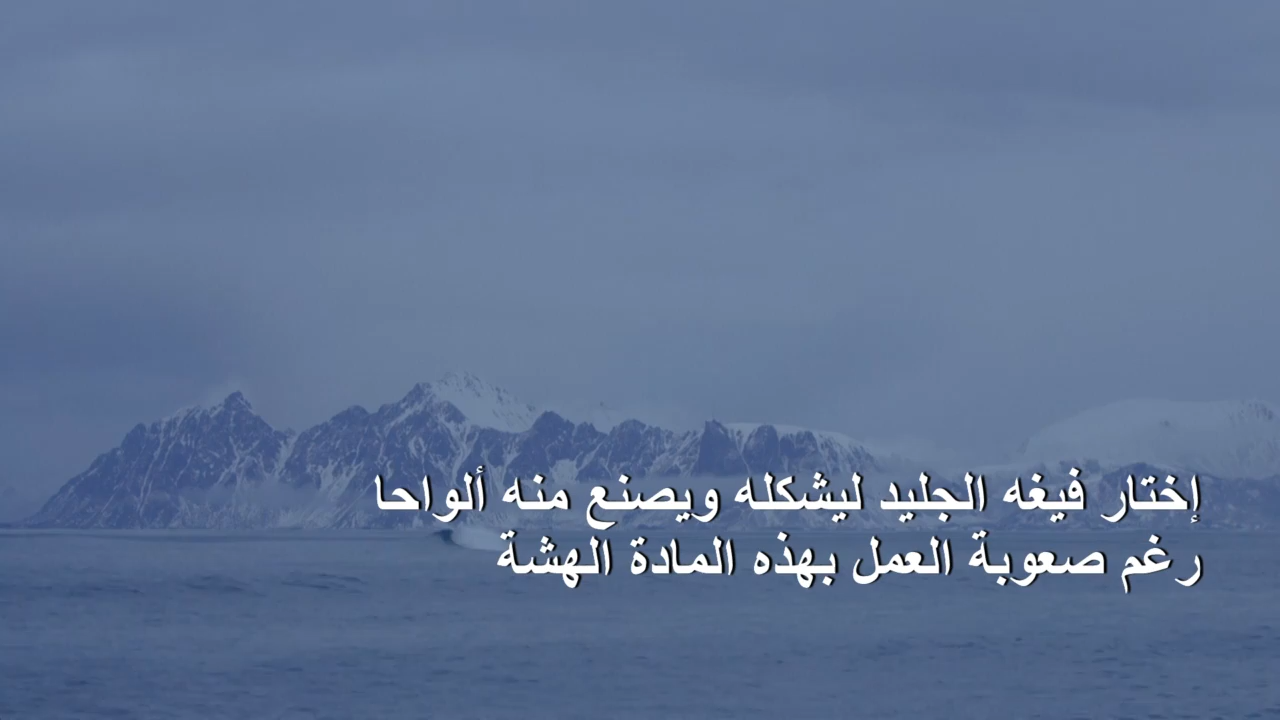 إختار فيغه الجليد ليشكله ويصنع منه ألواحا
رغم صعوبة العمل بهذه المادة الهشة